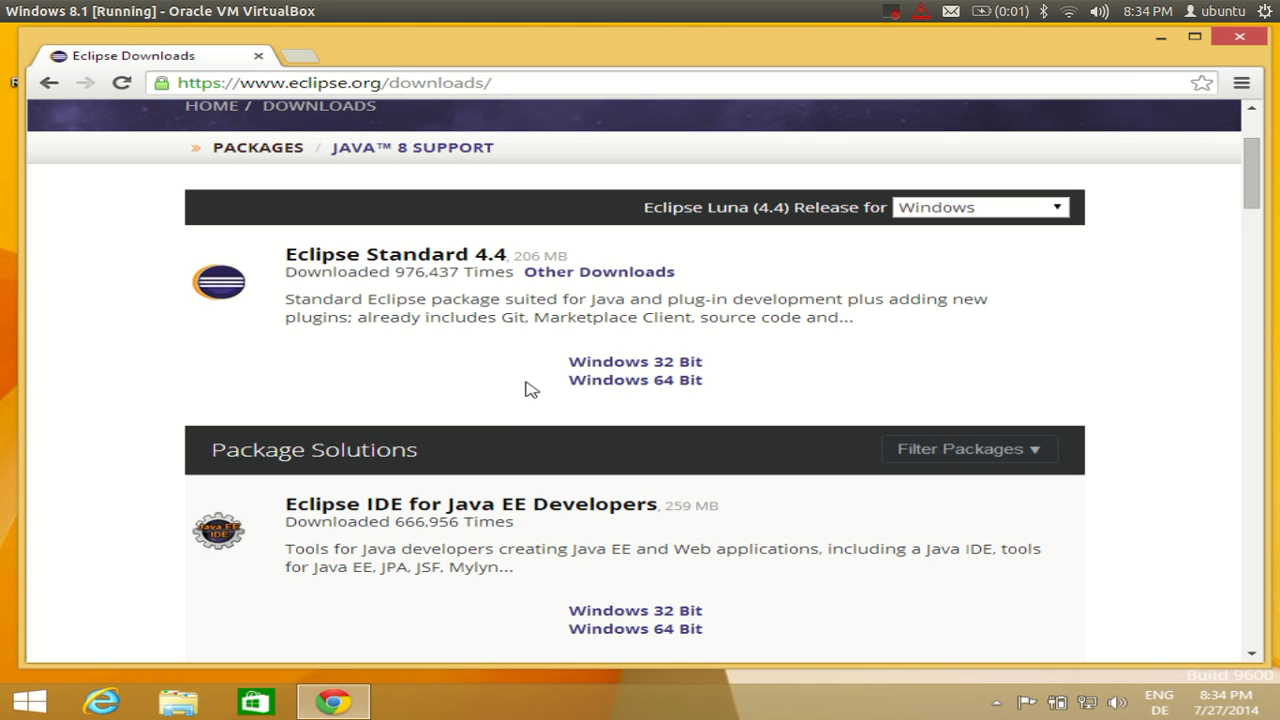 Windows 8.1 [Running] - Oracle VM VirtualBox
(0:01)
8:34 PM
ubuntu
Eclipse Downloads
https://www.eclipse.org/downloads/
HOME / DOWNLOADS
» PACKAGES / JAVA™ 8 SUPPORT
Eclipse Luna (4.4) Release for Windows
Eclipse Standard 4.4, 206 MB
Downloaded 976,437 Times Other Downloads
Standard Eclipse package suited for Java and plug-in development plus adding new
plugins; already includes Git, Marketplace Client, source code and...
Windows 32 Bit
Windows 64 Bit
Package Solutions
Filter Packages
Eclipse IDE for Java EE Developers, 259 MB
Downloaded 666,956 Times
Java EE
IDE
Tools for Java developers creating Java EE and Web applications, including a Java IDE, tools
for Java EE, JPA, JSF, Mylyn...
Windows 32 Bit
Windows 64 Bit
Build 9600
ENG
DE
8:34 PM
7/27/2014